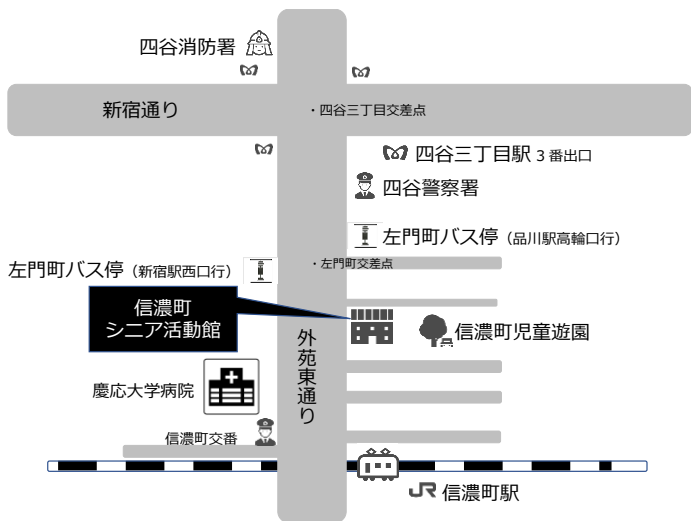 四谷消防署
新宿通り
・四谷三丁目交差点
四谷三丁目駅 3 番出口
四谷警察署
左門町バス停（品川駅高輪口行）
左門町バス停（新宿駅西口行）
・左門町交差点
信濃町
シニア活動館
信濃町児童遊園
外苑東通り
慶応大学病院
信濃町交番
JR 信濃町駅